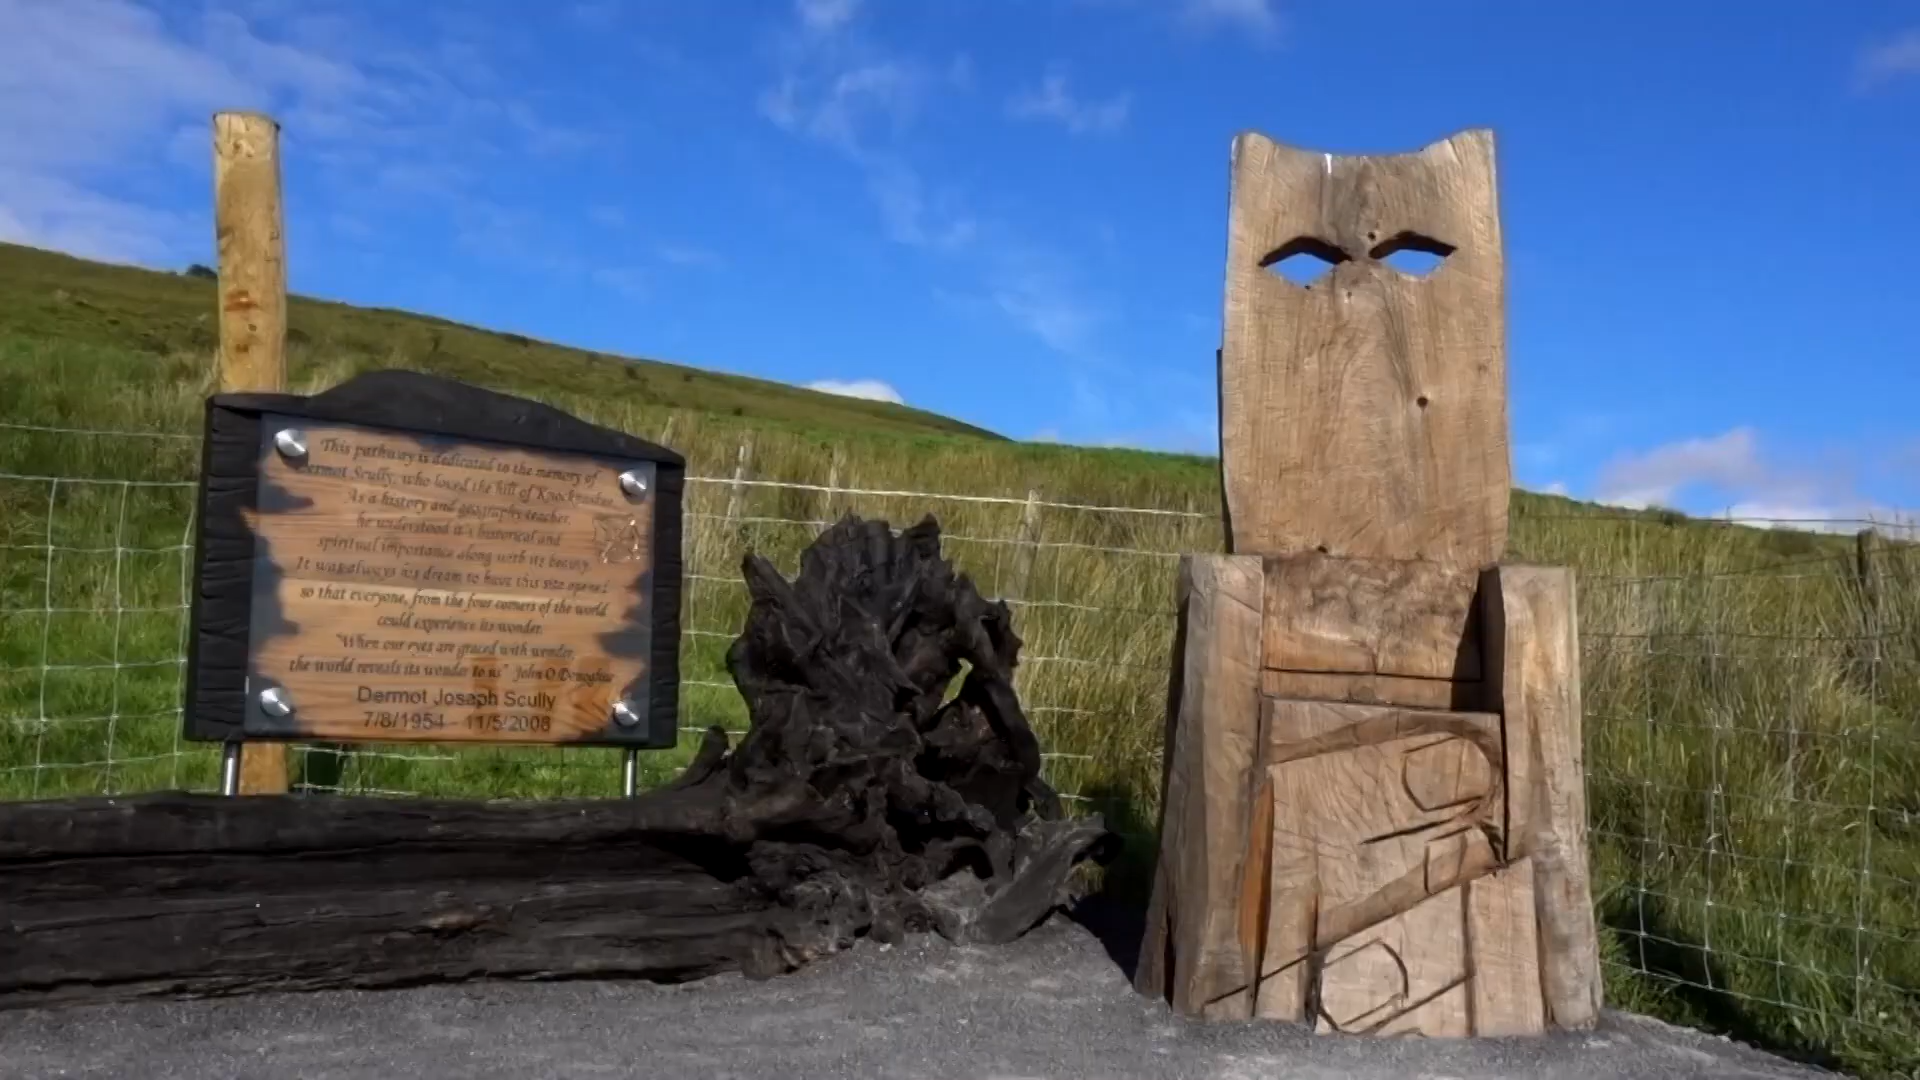 This pathway is dedicated to the memory of
Dermot Scully, who loved the hill of Knocknashee.
As a history and geography teacher,
he understood it's historical and
spiritual importance along with its beauty.
It was always his dream to have this site opened
so that everyone, from the four corners of the world
could experience its wonder.
"When our eyes are graced with wonder,
the world reveals its wonder to us" John O Donoghue
Dermot Joseph Scully
7/8/1954 - 11/5/2008